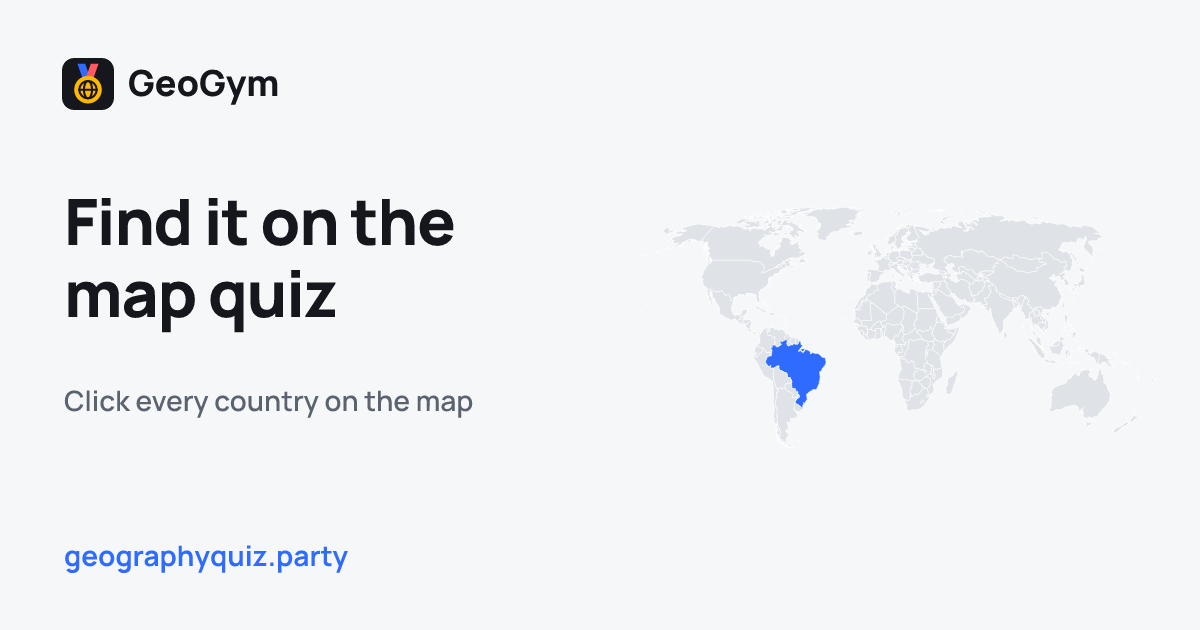 GeoGym
Find it on the
map quiz
Click every country on the map
geographyquiz.party